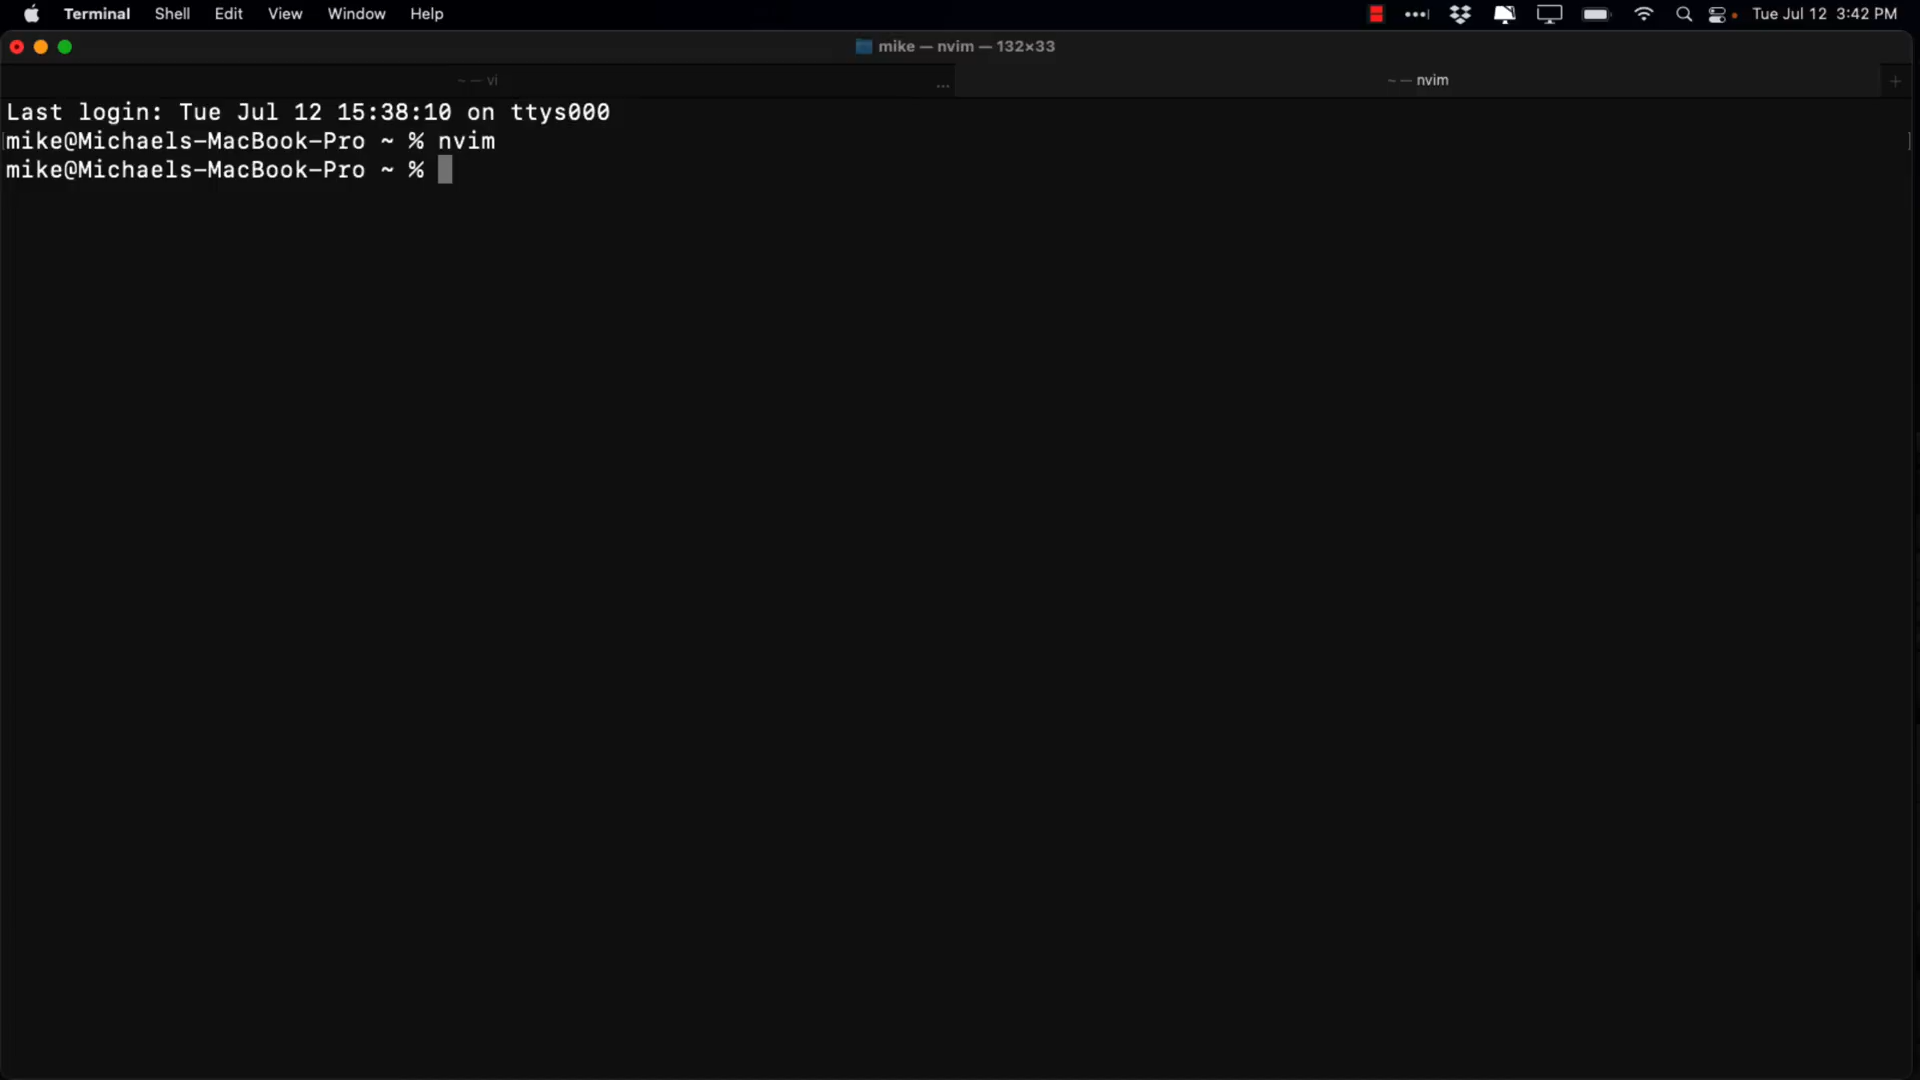 Terminal Shell Edit View Window Help Tue Jul 12 3:42 PM
mike — nvim — 132×33
~ — vi ... ~ — nvim +
Last login: Tue Jul 12 15:38:10 on ttys000
mike@Michaels-MacBook-Pro ~ % nvim
mike@Michaels-MacBook-Pro ~ %